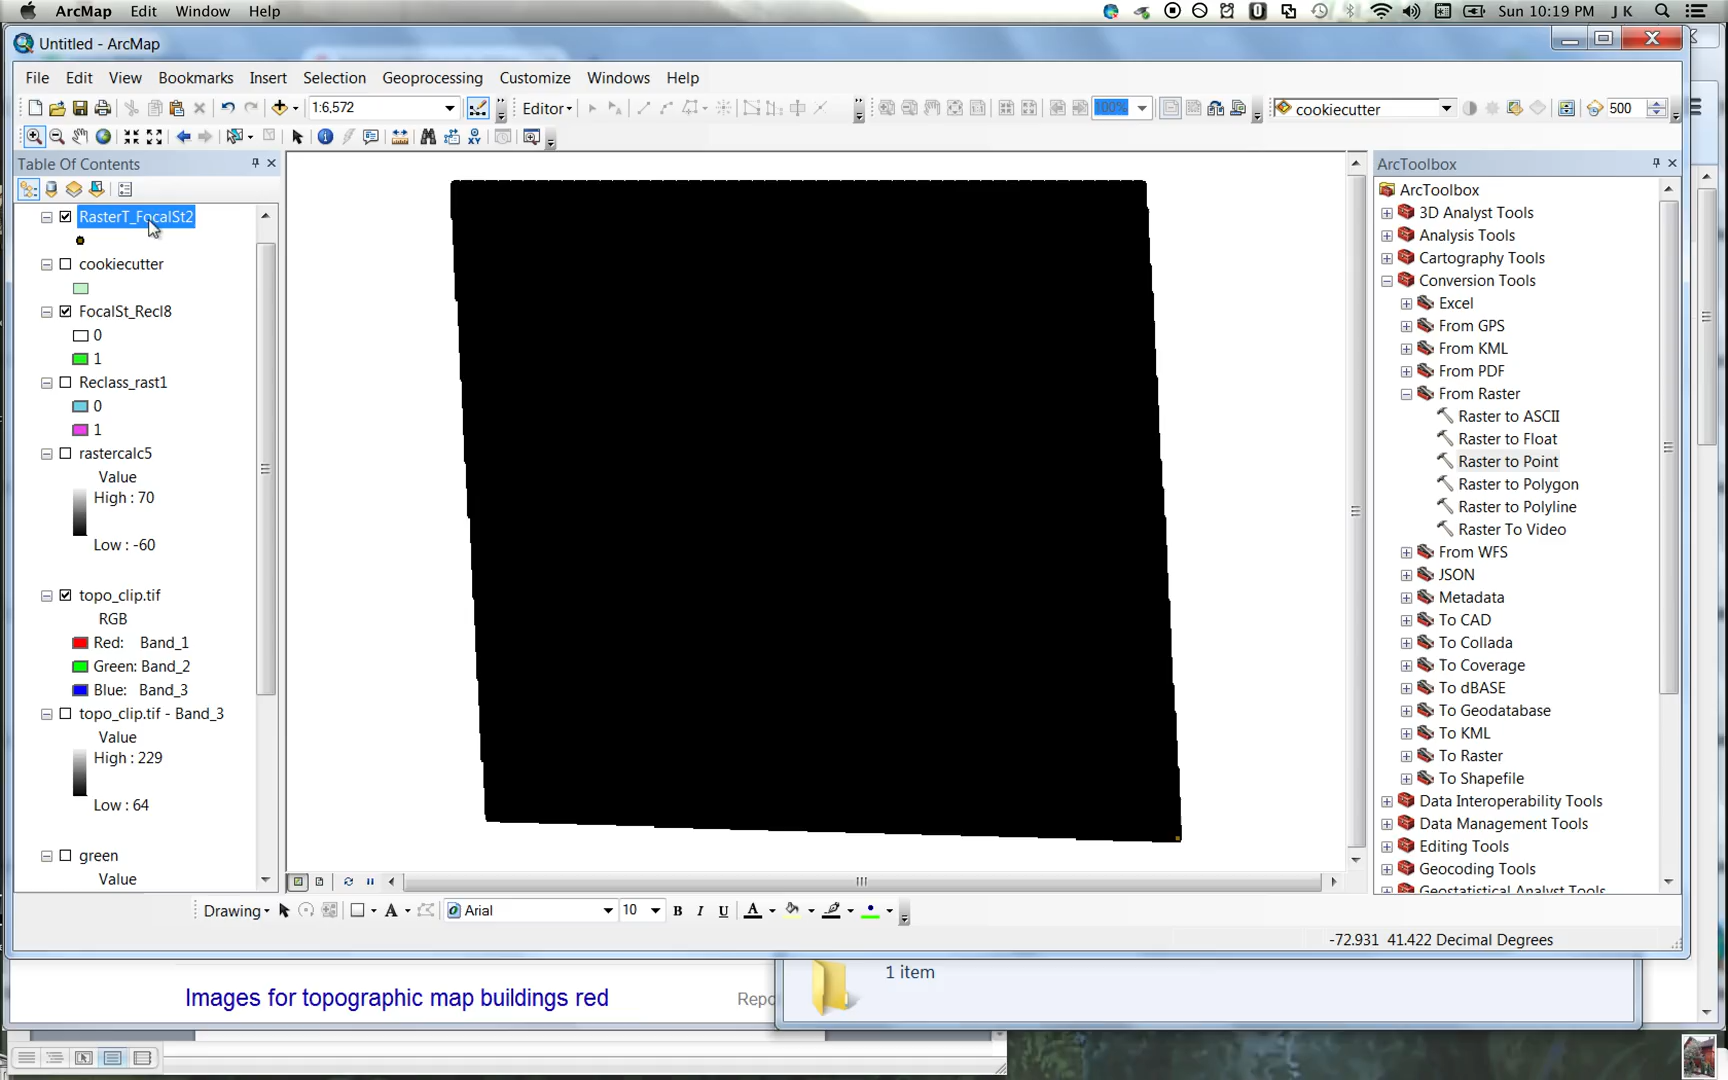 ArcMap Edit Window Help
Sun 10:19 PM J K
Untitled - ArcMap
File Edit View Bookmarks Insert Selection Geoprocessing Customize Windows Help
1:6,572 Editor 100% cookiecutter 500
Table Of Contents
RasterT_FocalSt2
cookiecutter
FocalSt_Recl8
0
1
Reclass_rast1
0
1
rastercalc5
Value
High : 70
Low : -60
topo_clip.tif
RGB
Red: Band_1
Green: Band_2
Blue: Band_3
topo_clip.tif - Band_3
Value
High : 229
Low : 64
green
Value
ArcToolbox
ArcToolbox
3D Analyst Tools
Analysis Tools
Cartography Tools
Conversion Tools
Excel
From GPS
From KML
From PDF
From Raster
Raster to ASCII
Raster to Float
Raster to Point
Raster to Polygon
Raster to Polyline
Raster To Video
From WFS
JSON
Metadata
To CAD
To Collada
To Coverage
To dBASE
To Geodatabase
To KML
To Raster
To Shapefile
Data Interoperability Tools
Data Management Tools
Editing Tools
Geocoding Tools
Geostatistical Analyst Tools
Drawing A Arial 10 B I U A
-72.931 41.422 Decimal Degrees
1 item
Images for topographic map buildings red
Repo